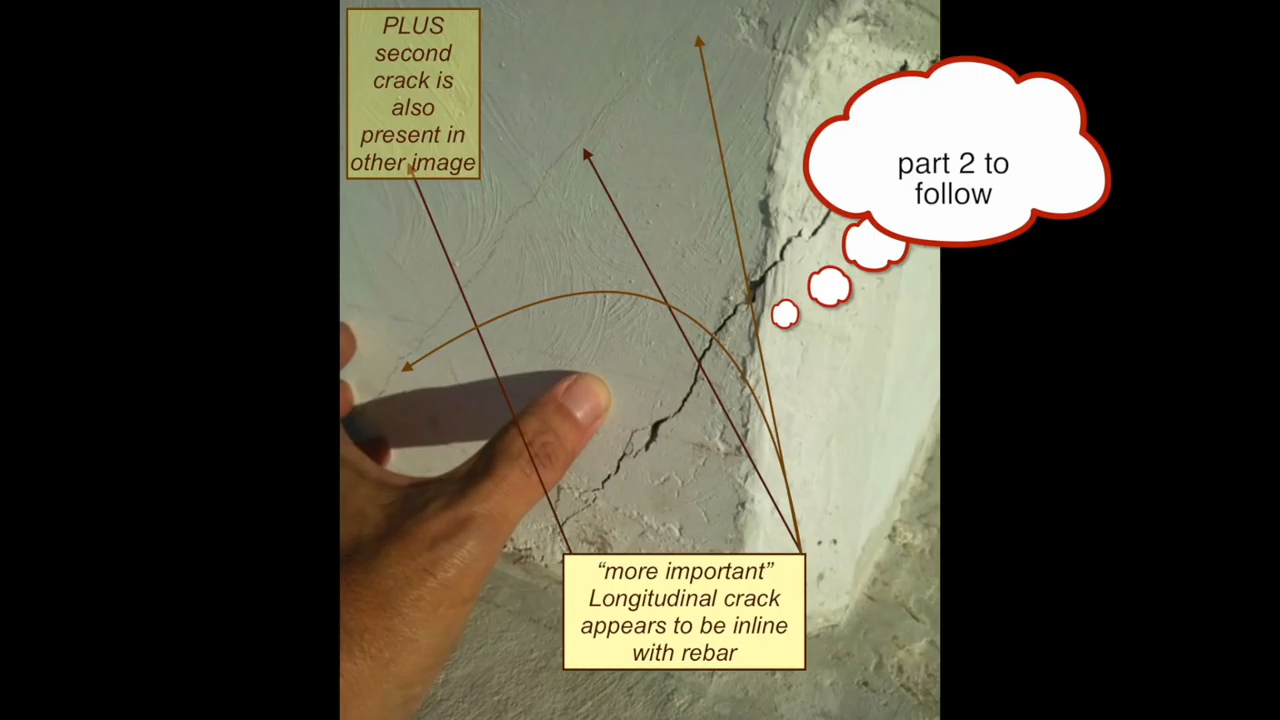 PLUS
second
crack is
also
present in
other image
part 2 to
follow
“more important”
Longitudinal crack
appears to be inline
with rebar